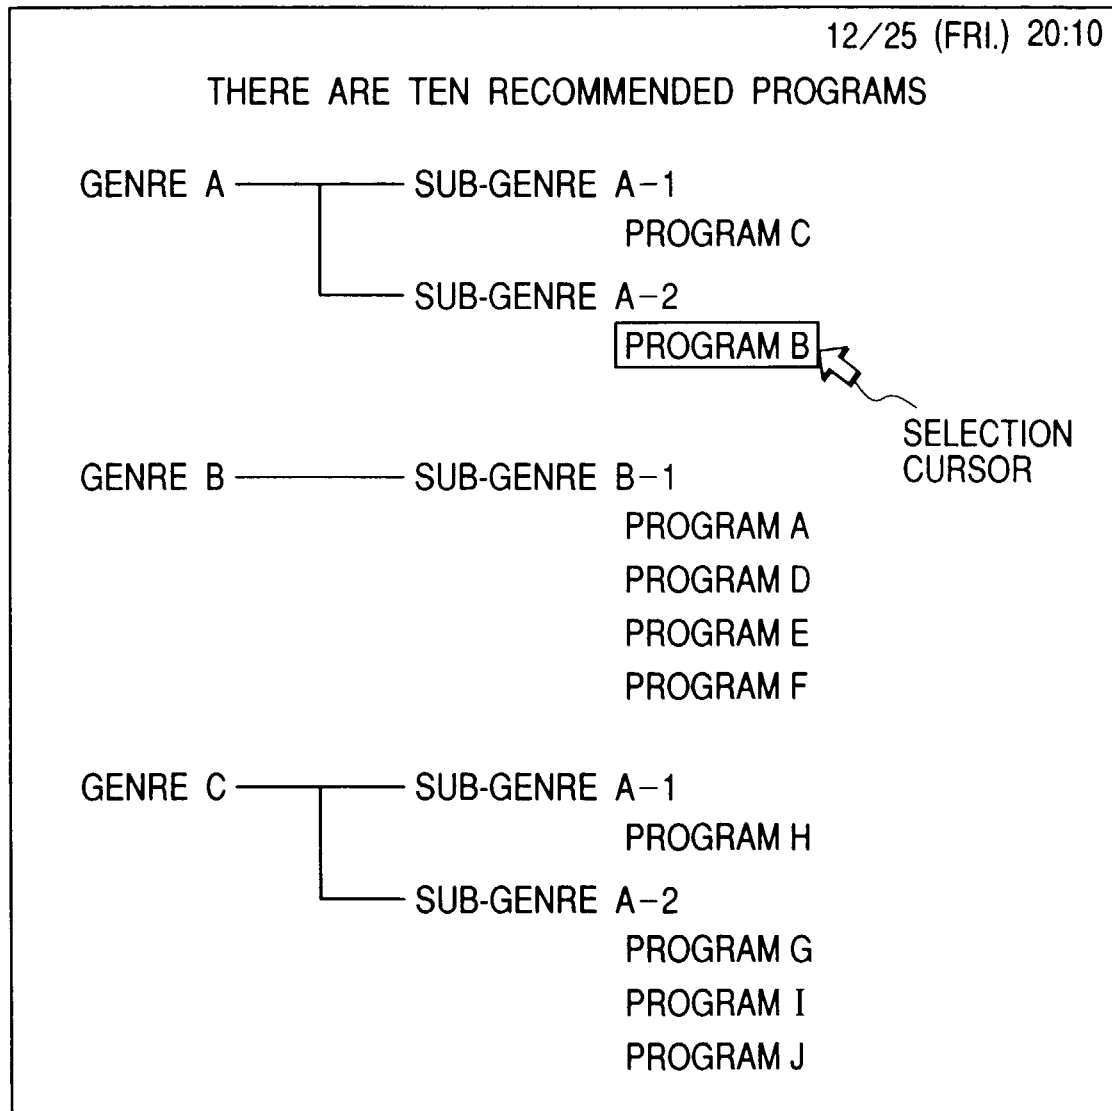 12/25 (FRI.) 20:10
THERE ARE TEN RECOMMENDED PROGRAMS
GENRE A SUB-GENRE A-1
PROGRAM C
SUB-GENRE A-2
PROGRAM B
SELECTION
CURSOR
GENRE B SUB-GENRE B-1
PROGRAM A
PROGRAM D
PROGRAM E
PROGRAM F
GENRE C SUB-GENRE A-1
PROGRAM H
SUB-GENRE A-2
PROGRAM G
PROGRAM I
PROGRAM J